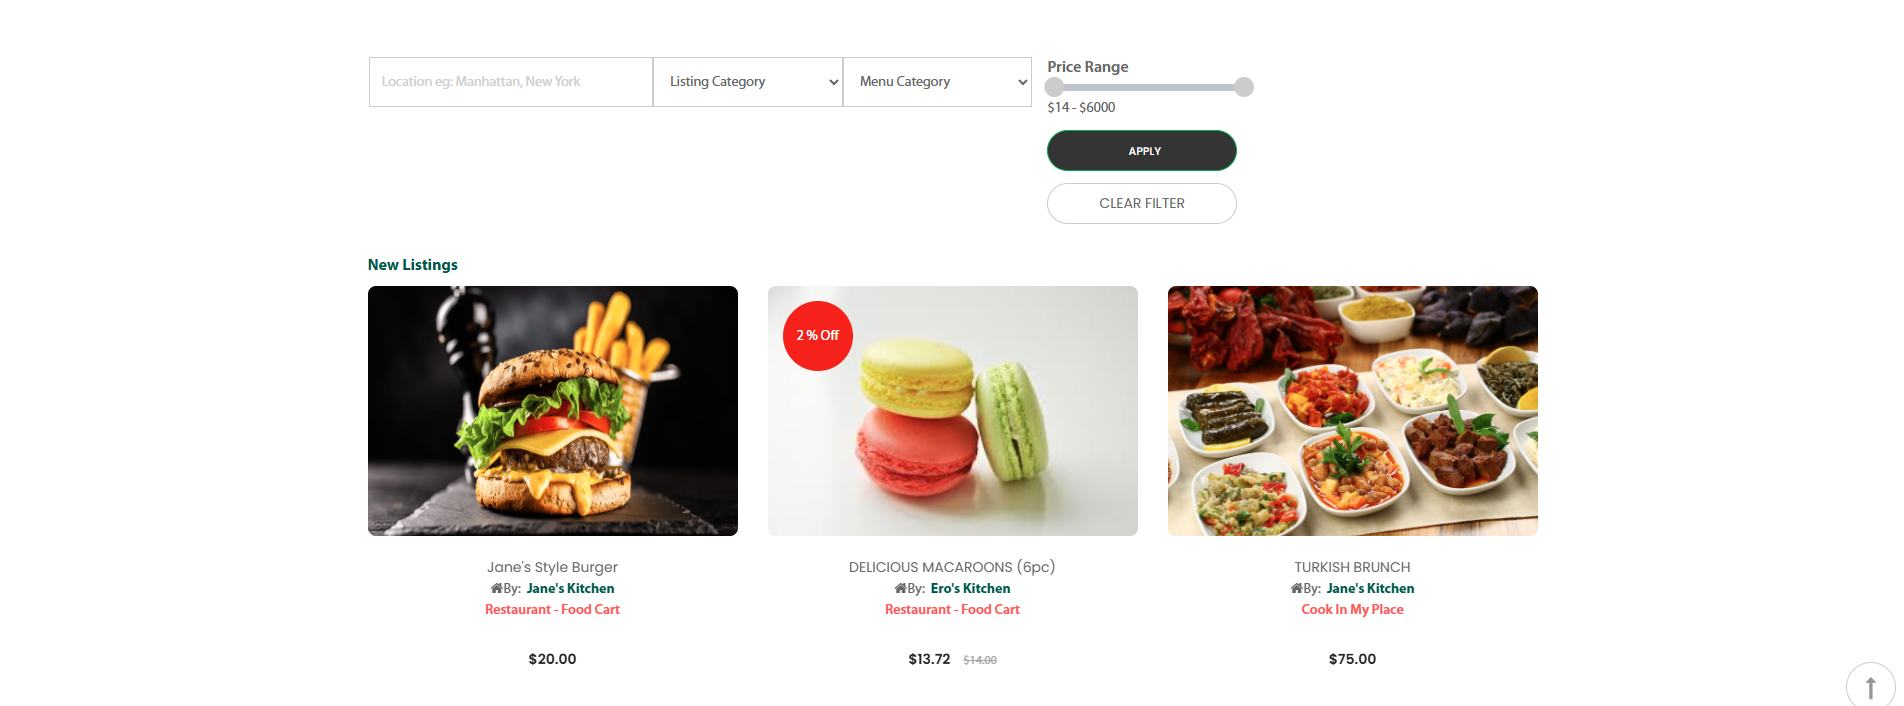 Location eg: Manhattan, New York
Listing Category
Menu Category
Price Range
$14 - $6000
APPLY
CLEAR FILTER
New Listings
2 % Off
Jane's Style Burger
By: Jane's Kitchen
Restaurant - Food Cart
$20.00
DELICIOUS MACAROONS (6pc)
By: Ero's Kitchen
Restaurant - Food Cart
$13.72 $14.00
TURKISH BRUNCH
By: Jane's Kitchen
Cook In My Place
$75.00